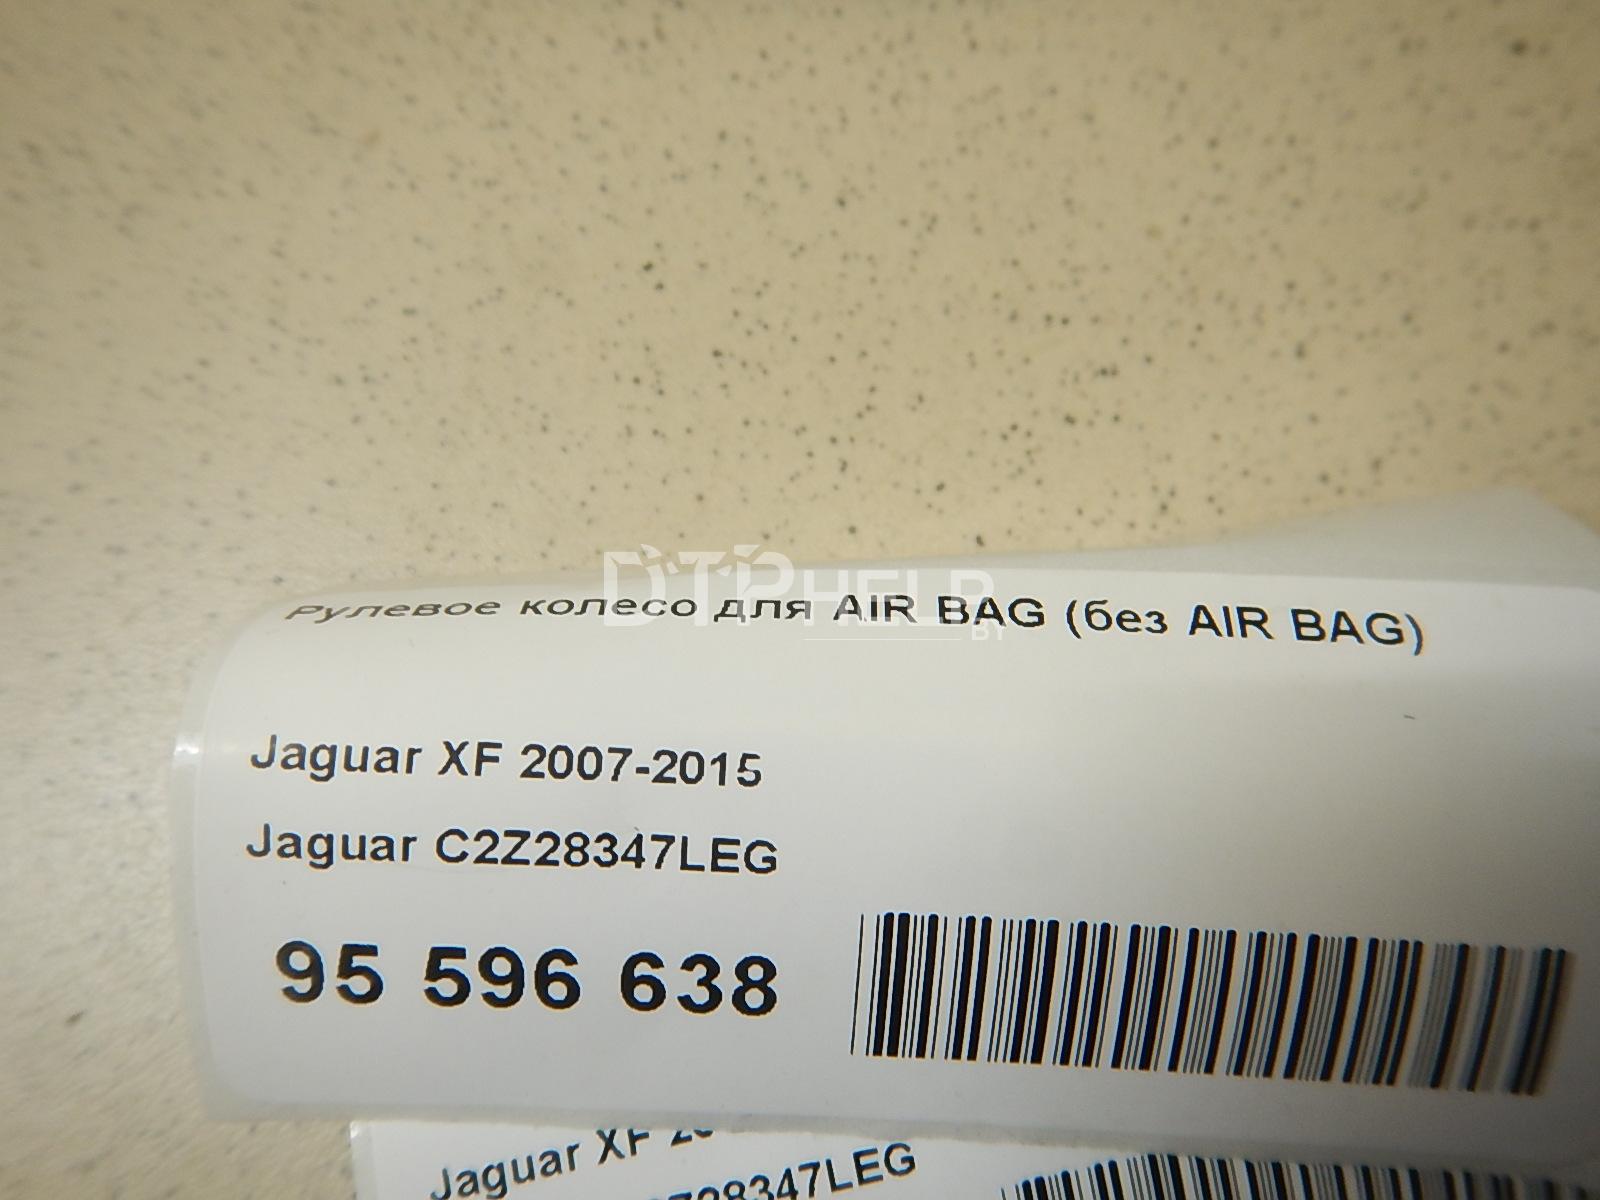 Рулевое колесо для AIR BAG (без AIR BAG)
DTPHELP
BY
Jaguar XF 2007-2015
Jaguar C2Z28347LEG
95 596 638
Jaguar XF
28347LEG